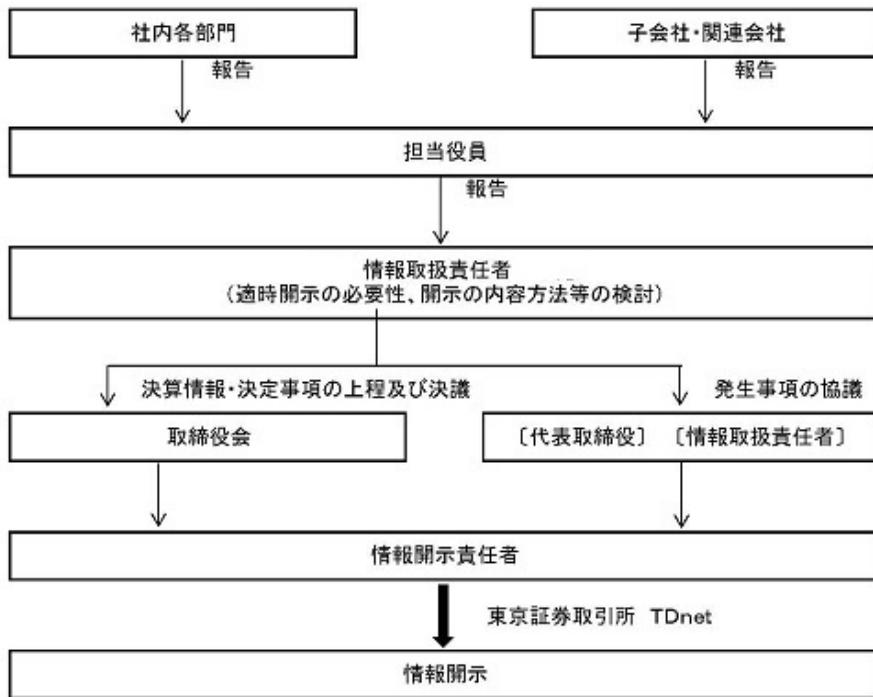 社内各部門
子会社・関連会社
報告
報告
担当役員
報告
情報取扱責任者
（適時開示の必要性、開示の内容方法等の検討）
決算情報・決定事項の上程及び決議
発生事項の協議
取締役会
〔代表取締役〕 〔情報取扱責任者〕
情報開示責任者
東京証券取引所 TDnet
情報開示